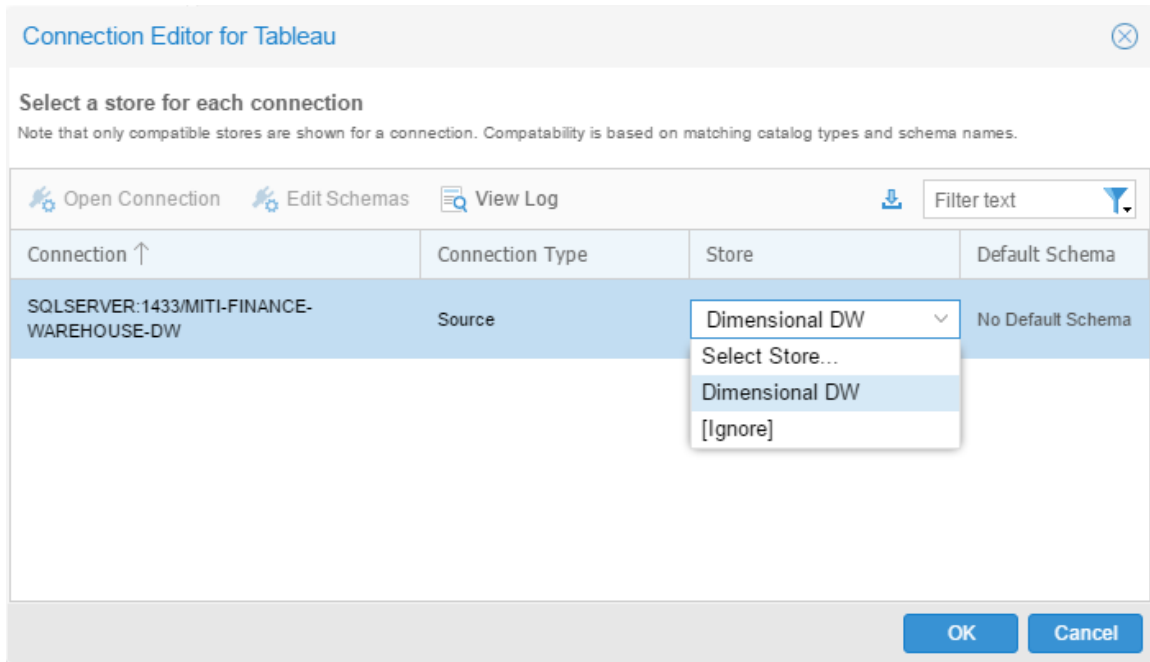 Connection Editor for Tableau
Select a store for each connection
Note that only compatible stores are shown for a connection. Compatability is based on matching catalog types and schema names.
Open Connection Edit Schemas View Log Filter text
Connection Connection Type Store Default Schema
SQLSERVER:1433/MITI-FINANCE-
WAREHOUSE-DW
Source
Dimensional DW
No Default Schema
Select Store...
Dimensional DW
[Ignore]
OK Cancel